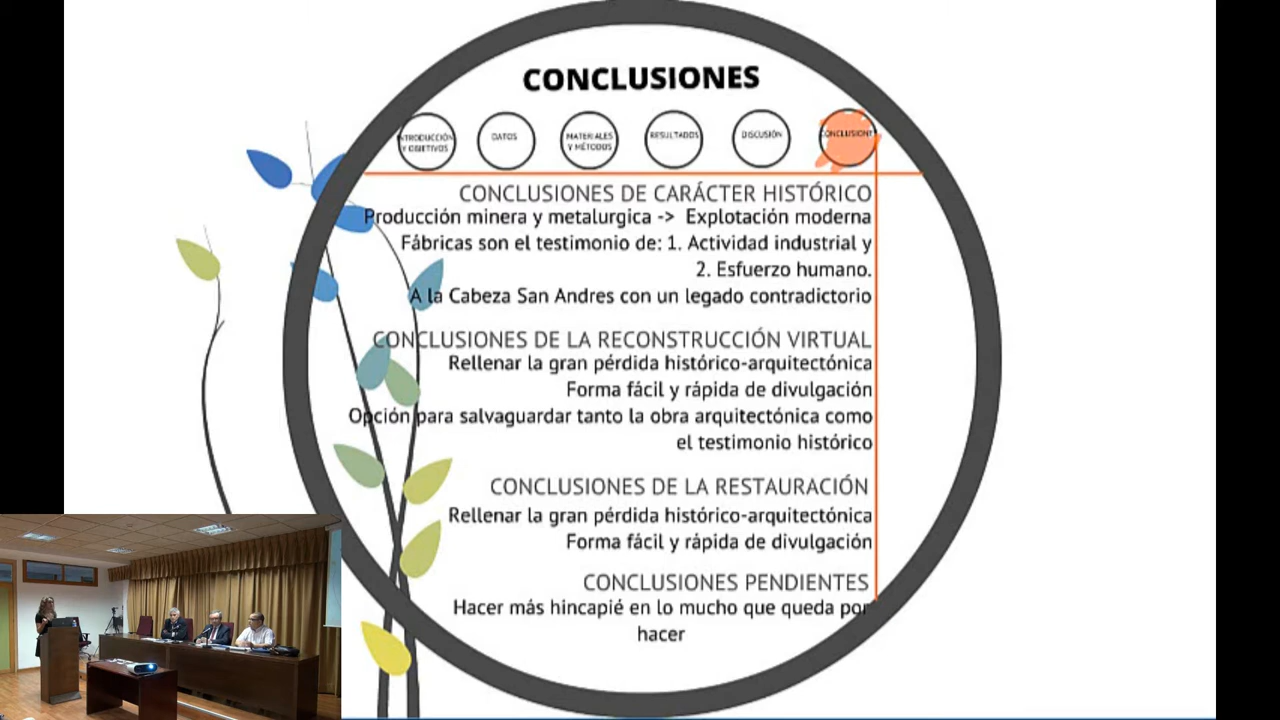 CONCLUSIONES
INTRODUCCIÓN
Y OBJETIVOS
DATOS
MATERIALES
Y MÉTODOS
RESULTADOS
DISCUSIÓN
CONCLUSIONES DE CARÁCTER HISTÓRICO
Producción minera y metalurgica -> Explotación moderna
Fábricas son el testimonio de: 1. Actividad industrial y
2. Esfuerzo humano.
A la Cabeza San Andres con un legado contradictorio
CONCLUSIONES DE LA RECONSTRUCCIÓN VIRTUAL
Rellenar la gran pérdida histórico-arquitectónica
Forma fácil y rápida de divulgación
Opción para salvaguardar tanto la obra arquitectónica como
el testimonio histórico
CONCLUSIONES DE LA RESTAURACIÓN
Rellenar la gran pérdida histórico-arquitectónica
Forma fácil y rápida de divulgación
CONCLUSIONES PENDIENTES
Hacer más hincapié en lo mucho que queda por
hacer